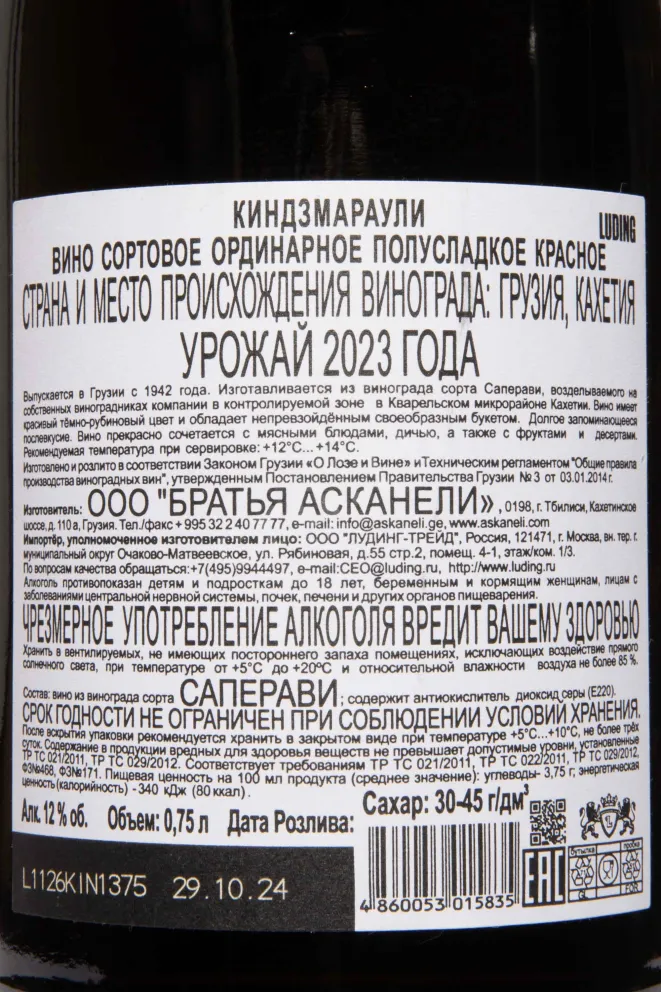 КИНДЗМАРАУЛИ
LUDING
ВИНО СОРТОВОЕ ОРДИНАРНОЕ ПОЛУСЛАДКОЕ КРАСНОЕ
СТРАНА И МЕСТО ПРОИСХОЖДЕНИЯ ВИНОГРАДА: ГРУЗИЯ, КАХЕТИЯ
УРОЖАЙ 2023 ГОДА
Выпускается в Грузии с 1942 года. Изготавливается из винограда сорта Саперави, возделываемого на
собственных виноградниках компании в контролируемой зоне в Кварельском микрорайоне Кахетии. Вино имеет
красивый тёмно-рубиновый цвет и обладает непревзойдённым своеобразным букетом. Долгое запоминающееся
послевкусие. Вино прекрасно сочетается с мясными блюдами, дичью, а также с фруктами и десертами.
Рекомендуемая температура при сервировке: +12°С... +14°С.
Изготовлено и розлито в соответствии Законом Грузии «О Лозе и Вине» и Техническим регламентом "Общие правила
производства виноградных вин", утвержденным Постановлением Правительства Грузии №3 от 03.01.2014г.
Изготовитель: ООО "БРАТЬЯ АСКАНЕЛИ», 0198, г. Тбилиси, Кахетинское
шоссе, д. 110 а, Грузия. Тел./факс + 995 32 2 40 77 77, e-mail: info@askaneli.ge, www.askaneli.com
Импортёр, уполномоченное изготовителем лицо: ООО "ЛУДИНГ-ТРЕЙД", Россия, 121471, г. Москва, вн. тер. г.
муниципальный округ Очаково-Матвеевское, ул. Рябиновая, д.55 стр.2, помещ. 4-1, этаж/ком. 1/3.
По вопросам качества обращаться:+7(495)9944497, e-mail:CEO@luding.ru, http://www.luding.ru
Алкоголь противопоказан детям и подросткам до 18 лет, беременным и кормящим женщинам, лицам с
заболеваниями центральной нервной системы, почек, печени и других органов пищеварения.
ЧРЕЗМЕРНОЕ УПОТРЕБЛЕНИЕ АЛКОГОЛЯ ВРЕДИТ ВАШЕМУ ЗДОРОВЬЮ
Хранить в вентилируемых, не имеющих постороннего запаха помещениях, исключающих воздействие прямого
солнечного света, при температуре от +5°С до +20°С и относительной влажности воздуха не более 85 %.
Состав: вино из винограда сорта САПЕРАВИ; содержит антиокислитель диоксид серы (Е220).
СРОК ГОДНОСТИ НЕ ОГРАНИЧЕН ПРИ СОБЛЮДЕНИИ УСЛОВИЙ ХРАНЕНИЯ.
После вскрытия упаковки рекомендуется хранить в закрытом виде при температуре +5°С...+10°С, не более трёх
суток. Содержание в продукции вредных для здоровья веществ не превышает допустимые уровни, установленные
ТР ТС 021/2011, ТР ТС 029/2012. Соответствует требованиям ТР ТС 021/2011, ТР ТС 022/2011, ТР ТС 029/2012,
ФЗ№468, ФЗ№171. Пищевая ценность на 100 мл продукта (среднее значение): углеводы- 3,75 г; энергетическая
ценность(калорийность) - 340 кДж (80 ккал).
Сахар: 30-45 г/дм³
Алк. 12 % об. Объем: 0,75 л Дата Розлива:
L1126KIN1375 29.10.24
4 860053 015835
EAC
бутылка
пробка
GL
FOR